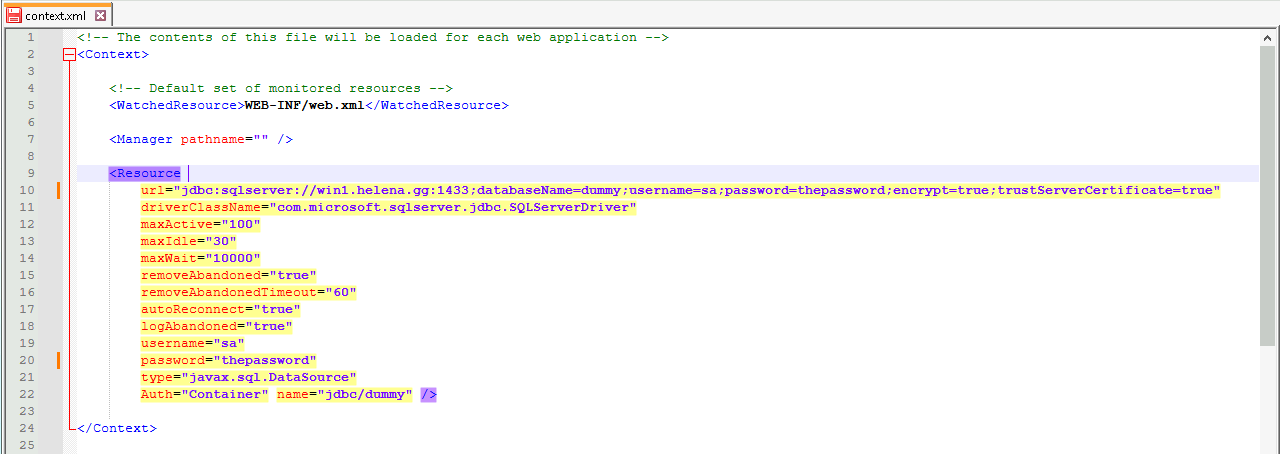 context.xml
1 <!-- The contents of this file will be loaded for each web application -->
2 <Context>
3
4 <!-- Default set of monitored resources -->
5 <WatchedResource>WEB-INF/web.xml</WatchedResource>
6
7 <Manager pathname="" />
8
9 <Resource
10 url="jdbc:sqlserver://win1.helena.gg:1433;databaseName=dummy;username=sa;password=thepassword;encrypt=true;trustServerCertificate=true"
11 driverClassName="com.microsoft.sqlserver.jdbc.SQLServerDriver"
12 maxActive="100"
13 maxIdle="30"
14 maxWait="10000"
15 removeAbandoned="true"
16 removeAbandonedTimeout="60"
17 autoReconnect="true"
18 logAbandoned="true"
19 username="sa"
20 password="thepassword"
21 type="javax.sql.DataSource"
22 Auth="Container" name="jdbc/dummy" />
23
24 </Context>
25